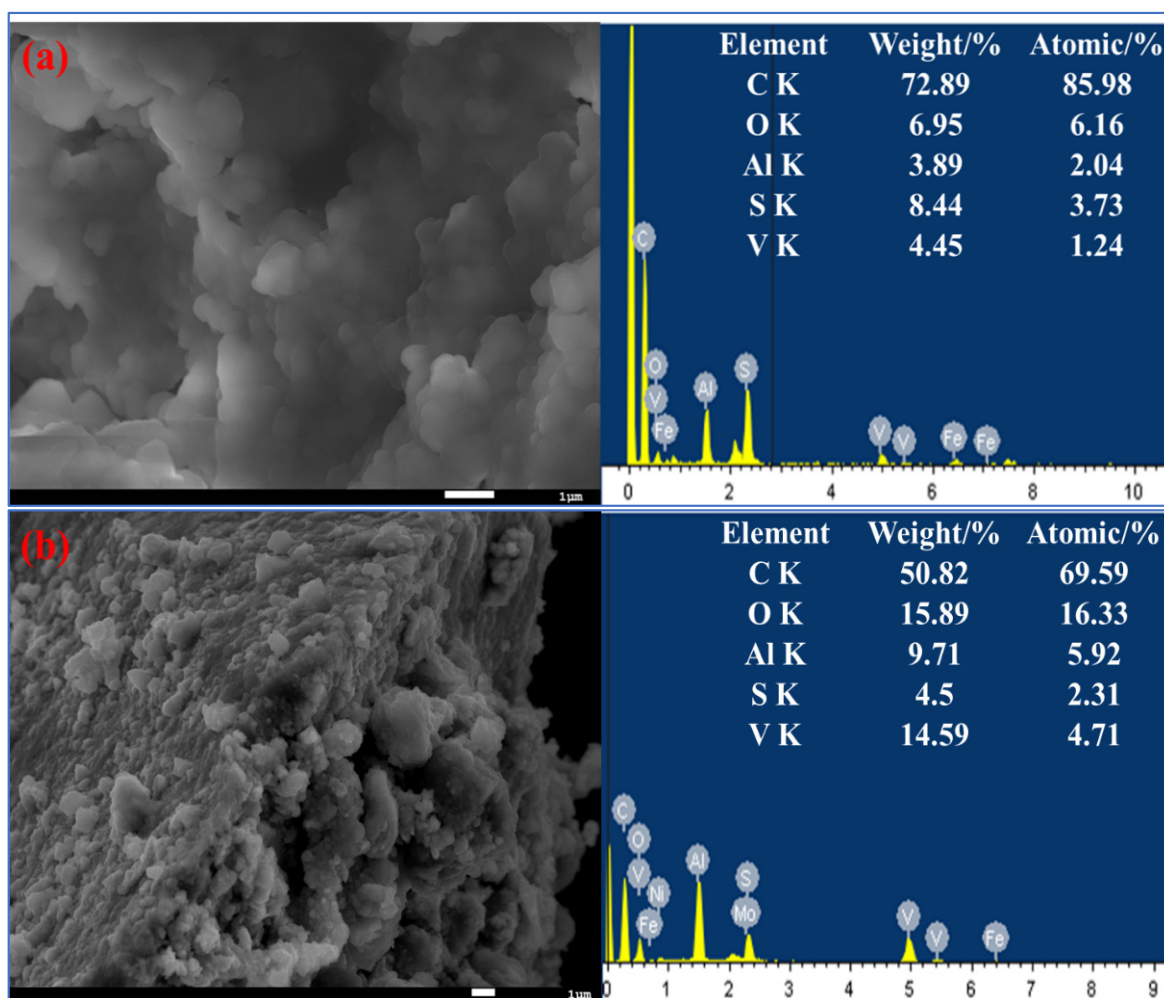 (a)
Element Weight/% Atomic/%
C K 72.89 85.98
O K 6.95 6.16
Al K 3.89 2.04
S K 8.44 3.73
V K 4.45 1.24
C
O
V
Fe
Al
S
V
V
Fe
Fe
0 2 4 6 8 10
1μm
(b)
Element Weight/% Atomic/%
C K 50.82 69.59
O K 15.89 16.33
Al K 9.71 5.92
S K 4.5 2.31
V K 14.59 4.71
C
O
V
Ni
Fe
Al
S
Mo
V
V
Fe
0 1 2 3 4 5 6 7 8 9
1μm